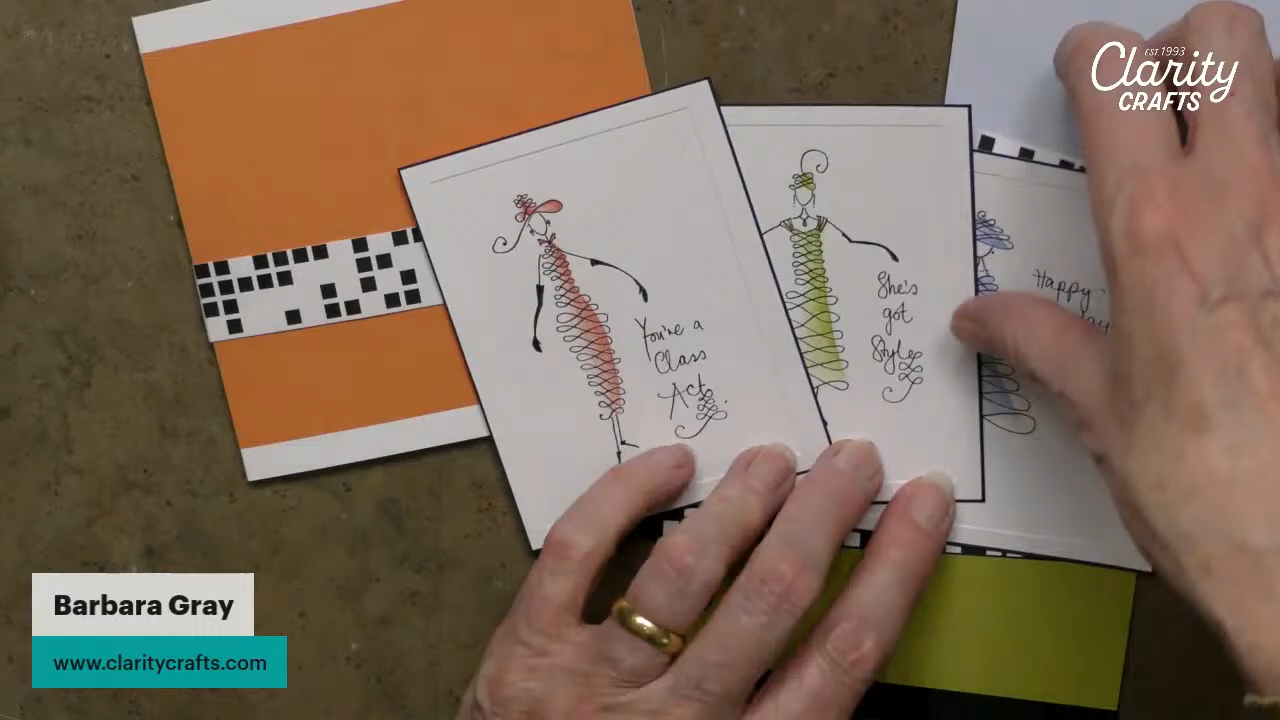 EST. 1993
Clarity
CRAFTS
You're a
Class
Act
She's
got
Style
Happy
Barbara Gray
www.claritycrafts.com